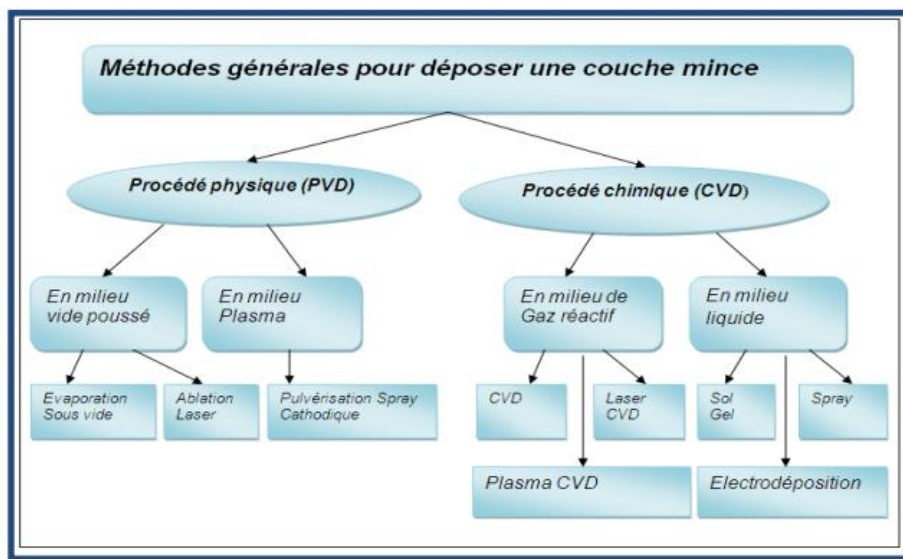 Méthodes générales pour déposer une couche mince
Procédé physique (PVD)
Procédé chimique (CVD)
En milieu
vide poussé
En milieu
Plasma
En milieu de
Gaz réactif
En milieu
liquide
Evaporation
Sous vide
Ablation
Laser
Pulvérisation Spray
Cathodique
CVD
Laser
CVD
Sol
Gel
Spray
Plasma CVD
Electrodéposition